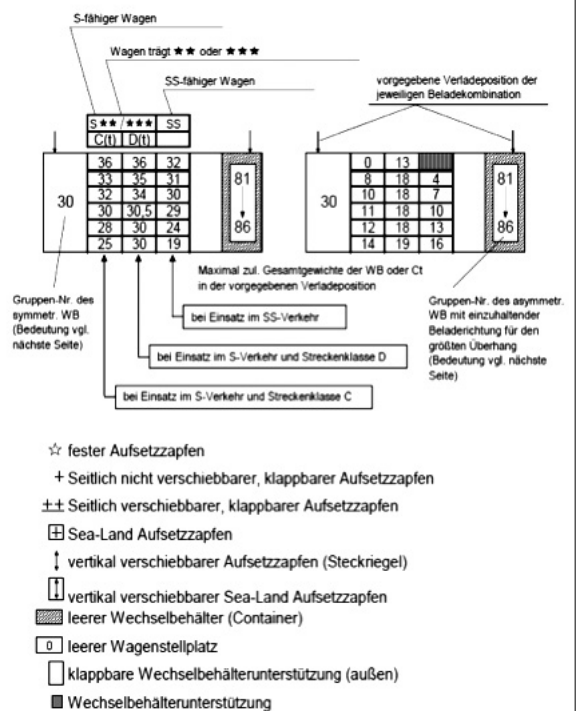 S-fähiger Wagen
Wagen trägt ★★ oder ★★★
SS-fähiger Wagen
vorgegebene Verladeposition der
jeweiligen Beladekombination
S ★★ ★★★ SS
C(t) D(t)
30
36 36 32
33 35 31
32 34 30
30 30,5 29
28 30 24
25 30 19
81
86
30
0 13
8 18 4
10 18 7
11 18 10
12 18 13
14 19 16
81
86
Gruppen-Nr. des
symmetr. WB
(Bedeutung vgl.
nächste Seite)
Maximal zul. Gesamtgewichte der WB oder Ct
in der vorgegebenen Verladeposition
bei Einsatz im SS-Verkehr
bei Einsatz im S-Verkehr und Streckenklasse D
bei Einsatz im S-Verkehr und Streckenklasse C
Gruppen-Nr. des asymmetr.
WB mit einzuhaltender
Beladerichtung für den
größten Überhang
(Bedeutung vgl. nächste
Seite)
☆ fester Aufsetzzapfen
+ Seitlich nicht verschiebbarer, klappbarer Aufsetzzapfen
++ Seitlich verschiebbarer, klappbarer Aufsetzzapfen
Sea-Land Aufsetzzapfen
vertikal verschiebbarer Aufsetzzapfen (Steckriegel)
vertikal verschiebbarer Sea-Land Aufsetzzapfen
leerer Wechselbehälter (Container)
0 leerer Wagenstellplatz
klappbare Wechselbehälterunterstützung (außen)
Wechselbehälterunterstützung